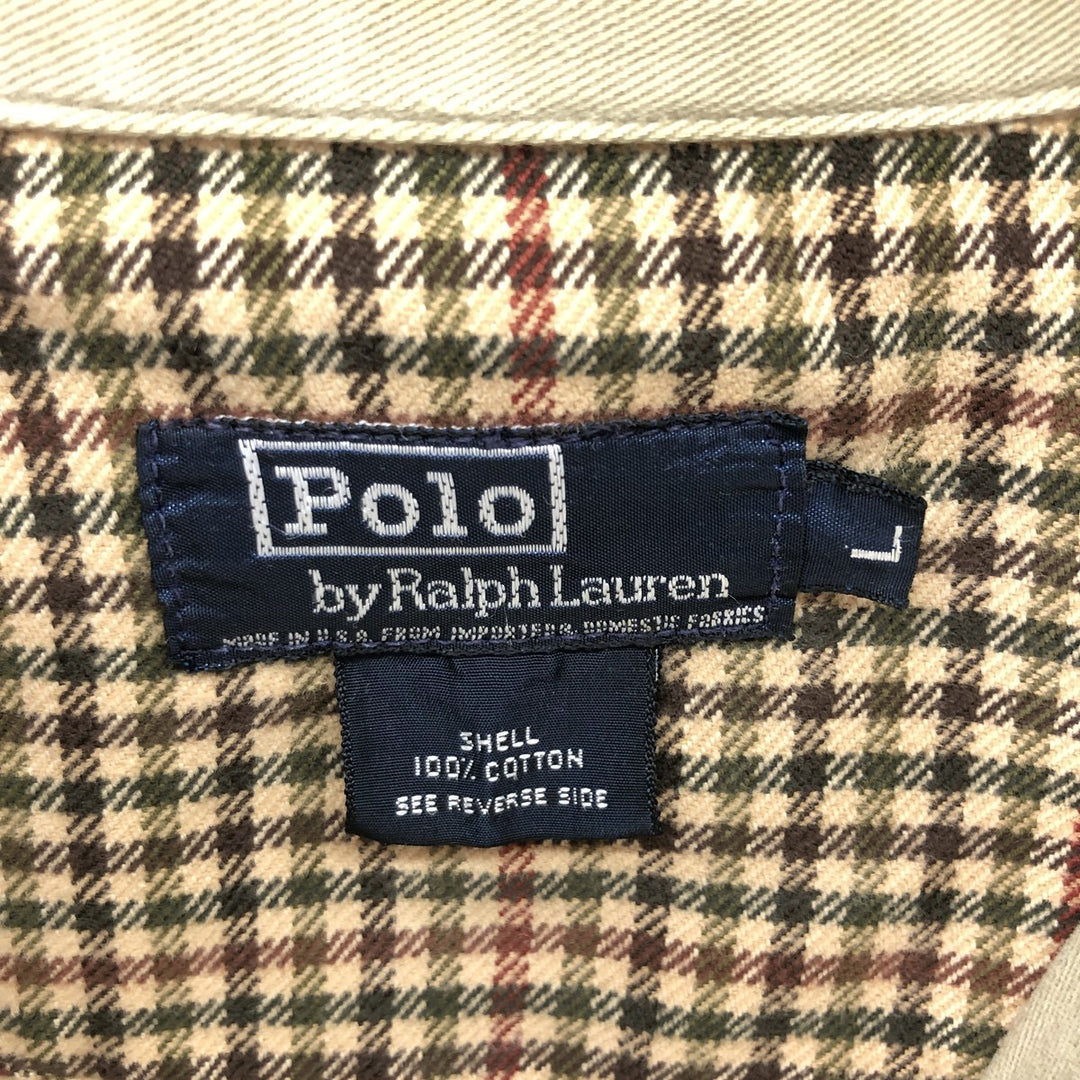 Polo
by Ralph Lauren
MADE IN U.S.A. FROM IMPORTED & DOMESTIC FABRICS
L
SHELL
100% COTTON
SEE REVERSE SIDE